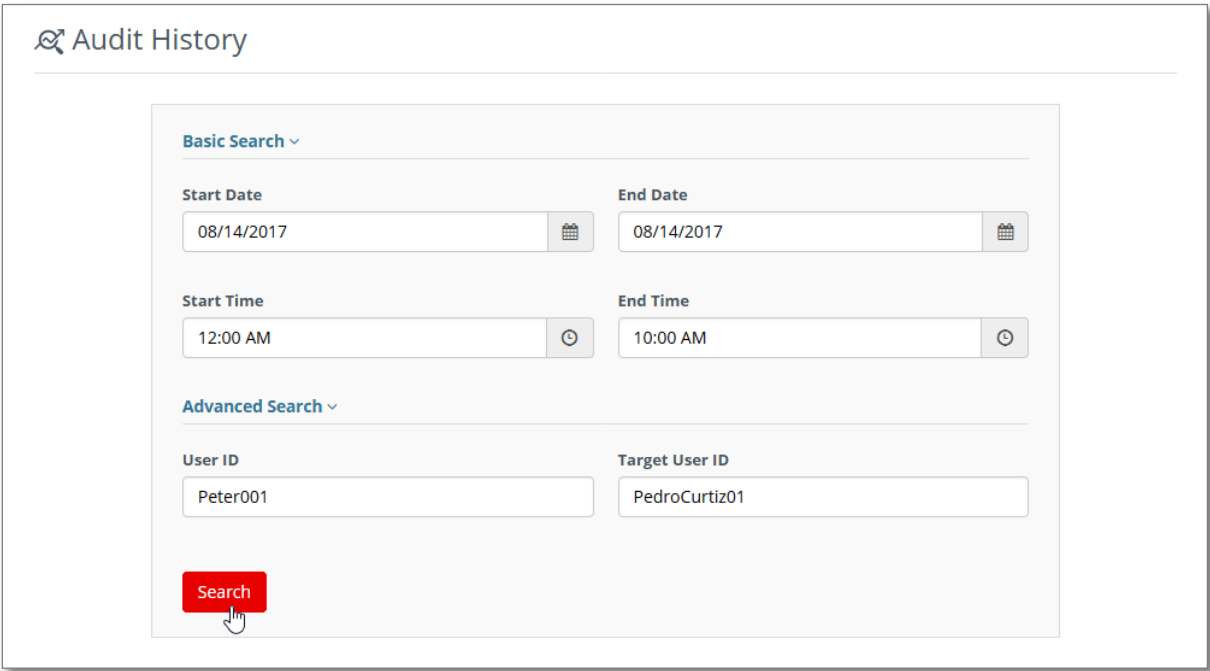 Audit History
Basic Search
Start Date End Date
08/14/2017 08/14/2017
Start Time End Time
12:00 AM 10:00 AM
Advanced Search
User ID Target User ID
Peter001 PedroCurtiz01
Search